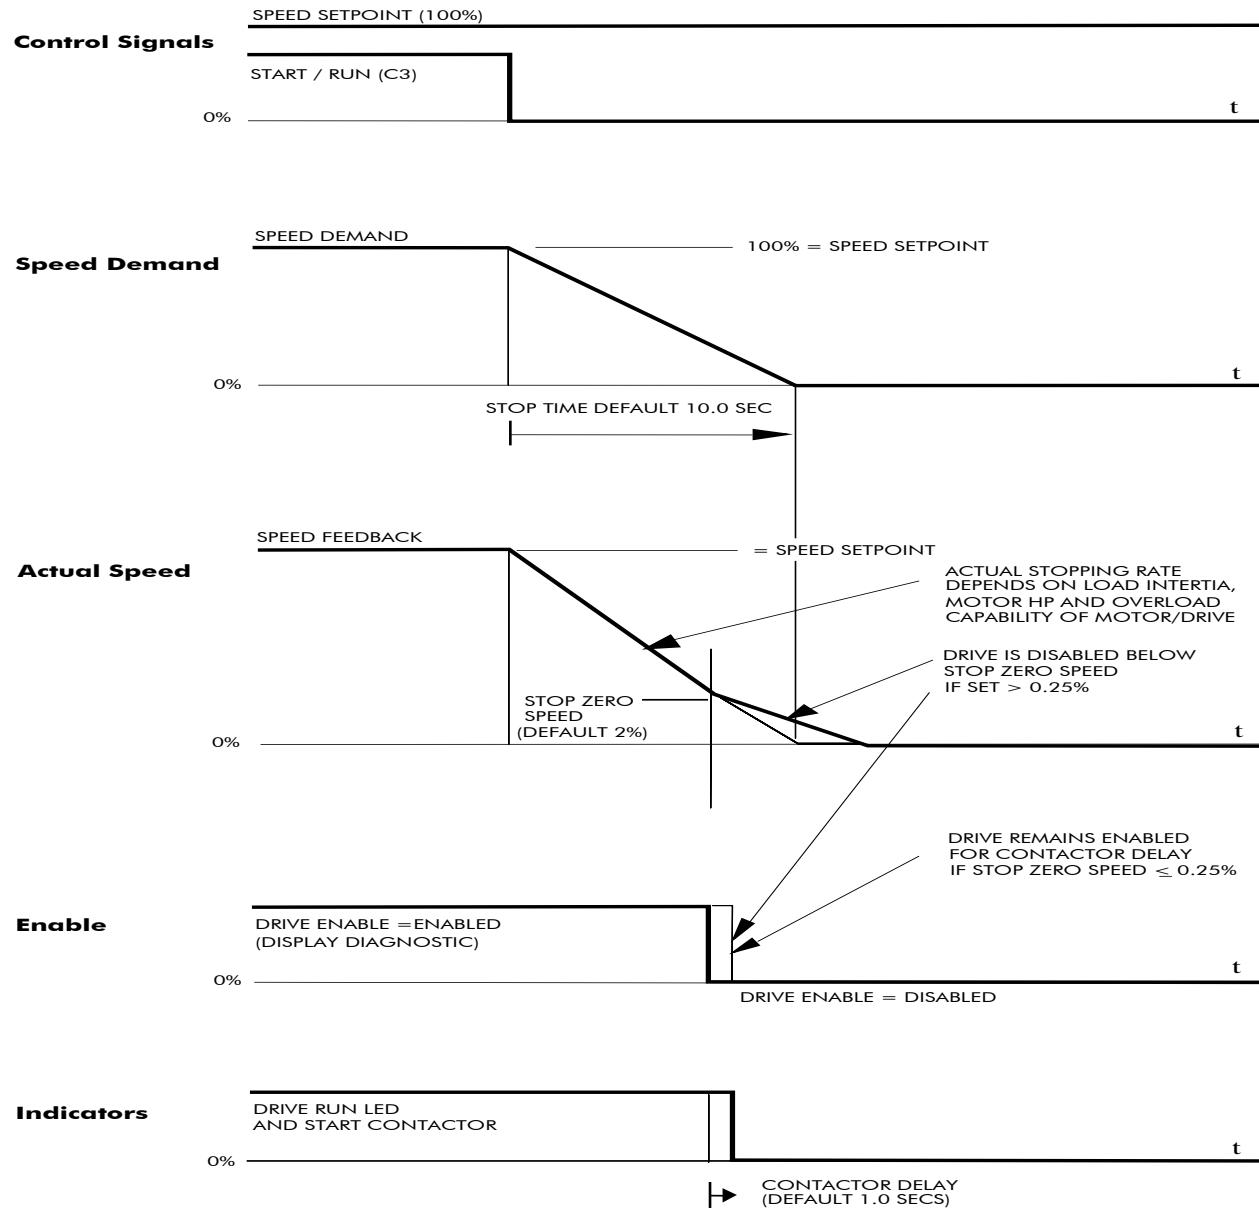 SPEED SETPOINT (100%)
Control Signals
START / RUN (C3)
t
0%
SPEED DEMAND
100% = SPEED SETPOINT
Speed Demand
t
0%
STOP TIME DEFAULT 10.0 SEC
SPEED FEEDBACK
= SPEED SETPOINT
Actual Speed
ACTUAL STOPPING RATE
DEPENDS ON LOAD INTERTIA,
MOTOR HP AND OVERLOAD
CAPABILITY OF MOTOR/DRIVE
DRIVE IS DISABLED BELOW
STOP ZERO SPEED
IF SET > 0.25%
STOP ZERO
SPEED
(DEFAULT 2%)
t
0%
DRIVE REMAINS ENABLED
FOR CONTACTOR DELAY
IF STOP ZERO SPEED ≤ 0.25%
Enable
DRIVE ENABLE =ENABLED
(DISPLAY DIAGNOSTIC)
t
0%
DRIVE ENABLE = DISABLED
Indicators
DRIVE RUN LED
AND START CONTACTOR
t
0%
CONTACTOR DELAY
(DEFAULT 1.0 SECS)